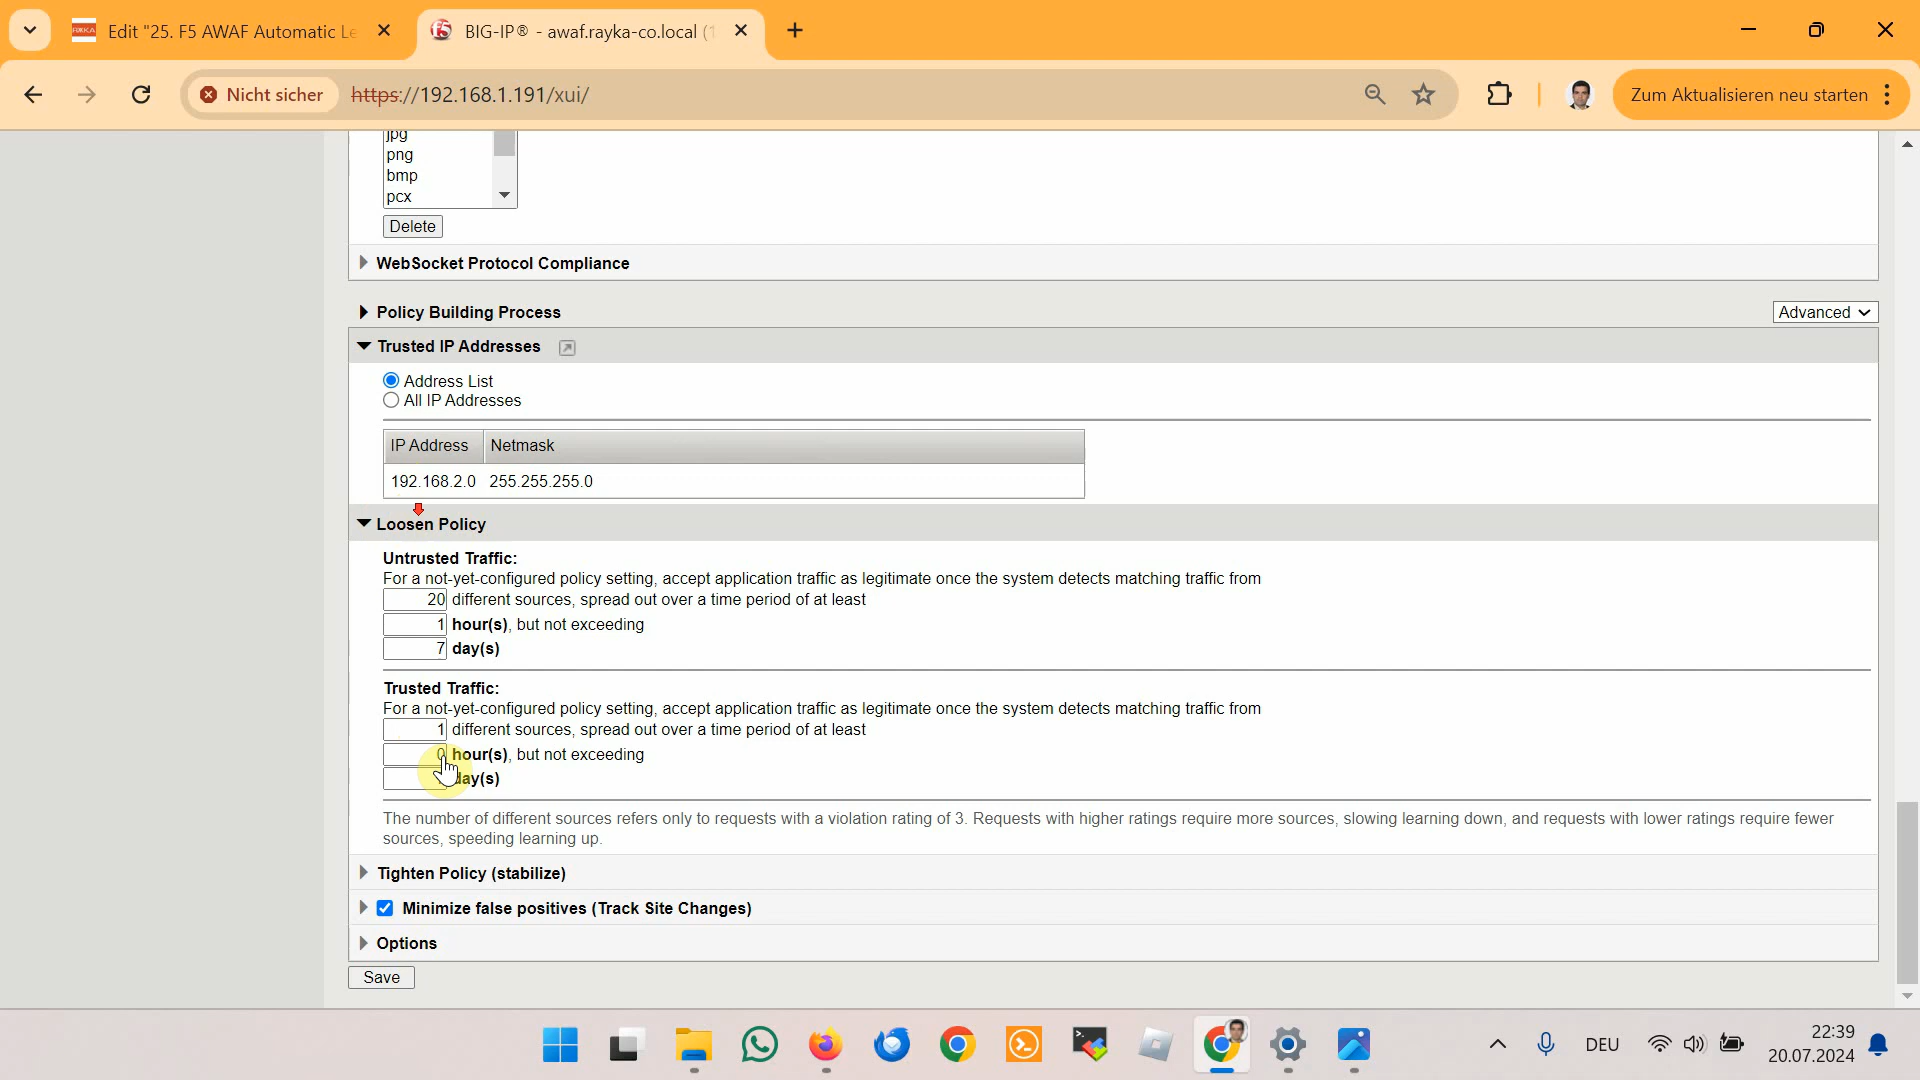 Edit "25. F5 AWAF Automatic Le
BIG-IP® - awaf.rayka-co.local (1
Nicht sicher
https://192.168.1.191/xui/
Zum Aktualisieren neu starten
jpg
png
bmp
pcx
Delete
WebSocket Protocol Compliance
Policy Building Process
Advanced
Trusted IP Addresses
Address List
All IP Addresses
IP Address Netmask
192.168.2.0 255.255.255.0
Loosen Policy
Untrusted Traffic:
For a not-yet-configured policy setting, accept application traffic as legitimate once the system detects matching traffic from
20 different sources, spread out over a time period of at least
1 hour(s), but not exceeding
7 day(s)
Trusted Traffic:
For a not-yet-configured policy setting, accept application traffic as legitimate once the system detects matching traffic from
1 different sources, spread out over a time period of at least
0 hour(s), but not exceeding
day(s)
The number of different sources refers only to requests with a violation rating of 3. Requests with higher ratings require more sources, slowing learning down, and requests with lower ratings require fewer
sources, speeding learning up.
Tighten Policy (stabilize)
Minimize false positives (Track Site Changes)
Options
Save
DEU
22:39
20.07.2024